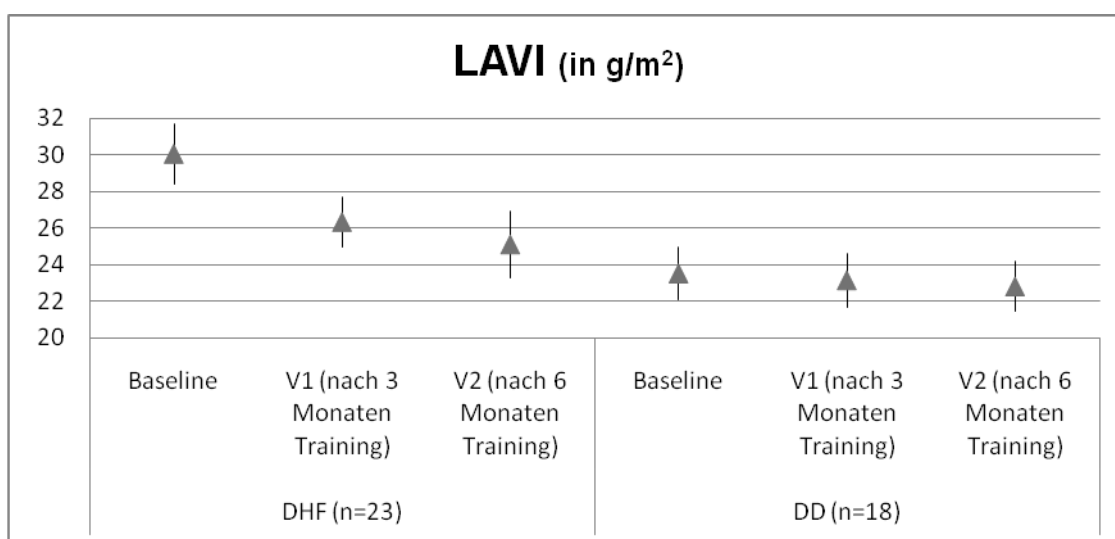 LAVI (in g/m²)
32
30
28
26
24
22
20
Baseline
V1 (nach 3
Monaten
Training)
V2 (nach 6
Monaten
Training)
Baseline
V1 (nach 3
Monaten
Training)
V2 (nach 6
Monaten
Training)
DHF (n=23)
DD (n=18)